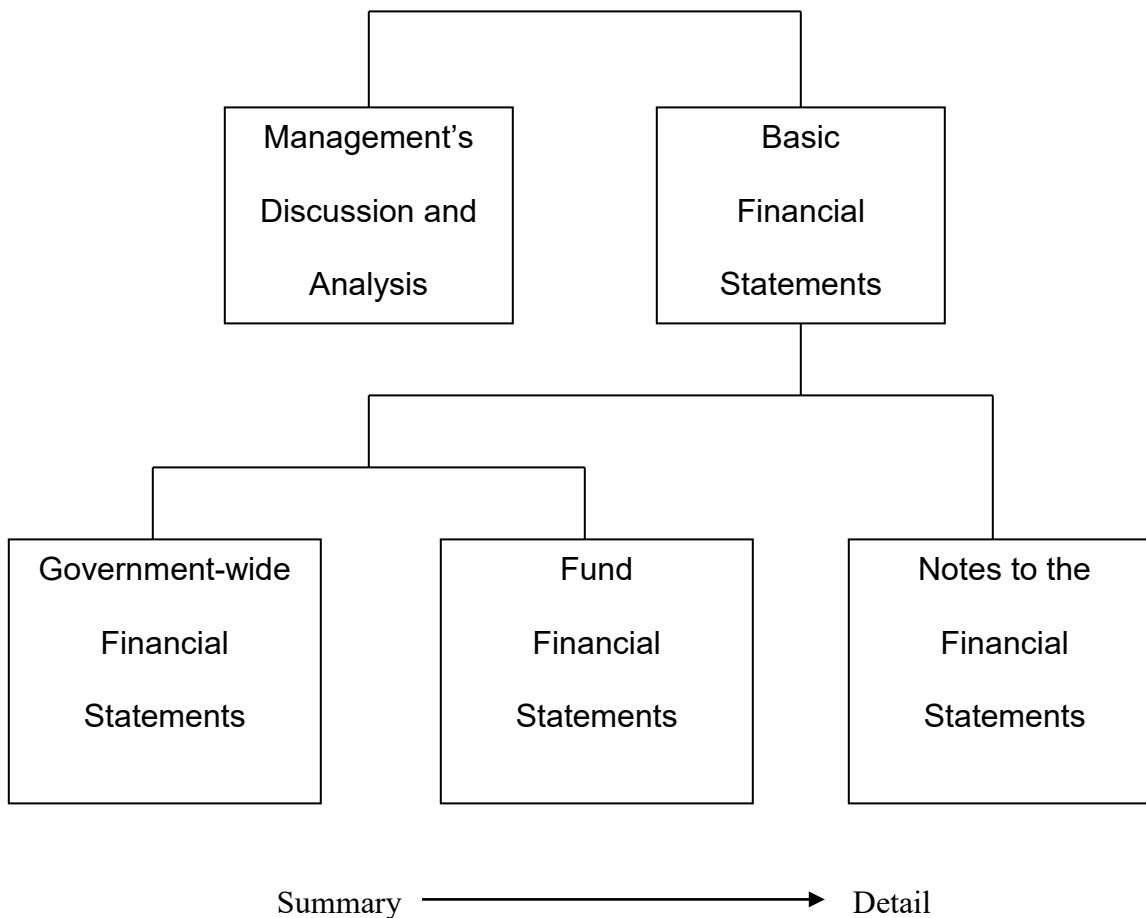 Management’s
Discussion and
Analysis
Basic
Financial
Statements
Government-wide
Financial
Statements
Fund
Financial
Statements
Notes to the
Financial
Statements
Summary
Detail